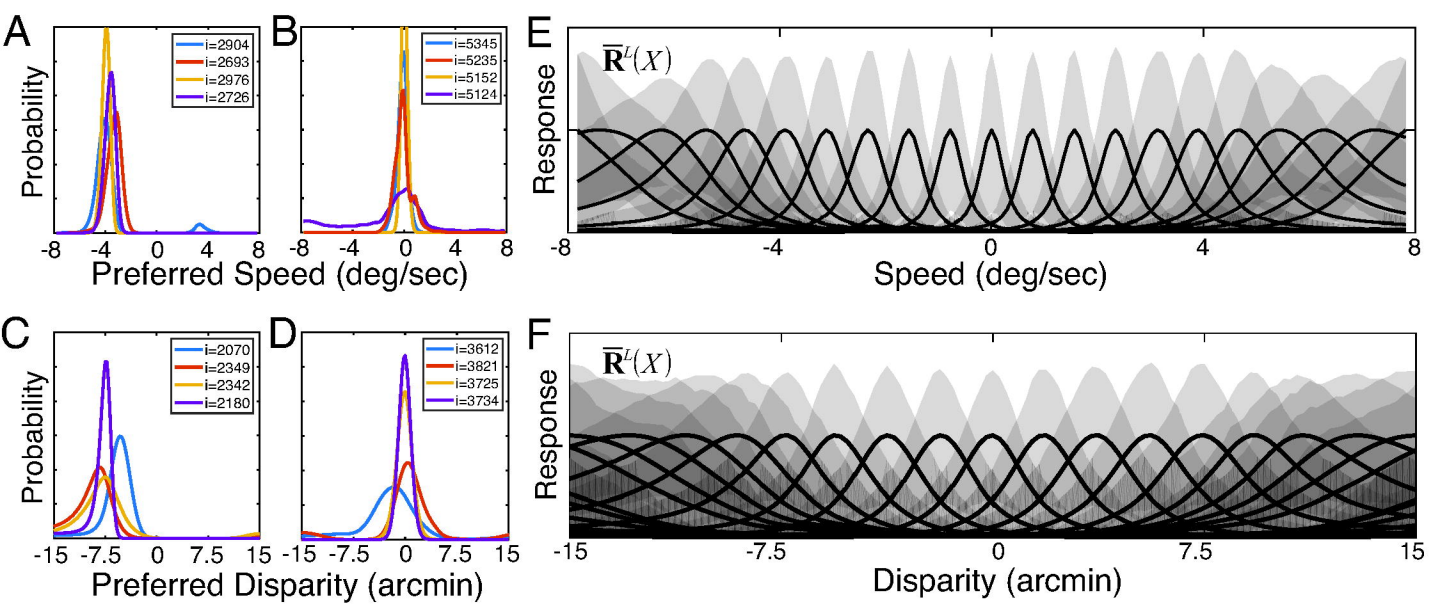 A
Probability
i=2904
i=2693
i=2976
i=2726
-8 -4 0 4 8
Preferred Speed (deg/sec)
B
i=5345
i=5235
i=5152
i=5124
-8 -4 0 4 8
E
Response
R̅ᴸ(X)
-8 -4 0 4 8
Speed (deg/sec)
C
Probability
i=2070
i=2349
i=2342
i=2180
-15 -7.5 0 7.5 15
Preferred Disparity (arcmin)
D
i=3612
i=3821
i=3725
i=3734
-15 -7.5 0 7.5 15
F
Response
R̅ᴸ(X)
-15 -7.5 0 7.5 15
Disparity (arcmin)